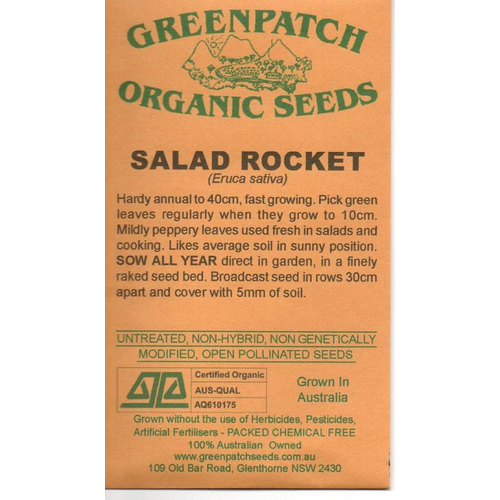 GREENPATCH
ORGANIC SEEDS
SALAD ROCKET
(Eruca sativa)
Hardy annual to 40cm, fast growing. Pick green
leaves regularly when they grow to 10cm.
Mildly peppery leaves used fresh in salads and
cooking. Likes average soil in sunny position.
SOW ALL YEAR direct in garden, in a finely
raked seed bed. Broadcast seed in rows 30cm
apart and cover with 5mm of soil.
UNTREATED, NON-HYBRID, NON GENETICALLY
MODIFIED, OPEN POLLINATED SEEDS
Certified Organic
AUS-QUAL
AQ610175
Grown In
Australia
Grown without the use of Herbicides, Pesticides,
Artificial Fertilisers - PACKED CHEMICAL FREE
100% Australian Owned
www.greenpatchseeds.com.au
109 Old Bar Road, Glenthorne NSW 2430